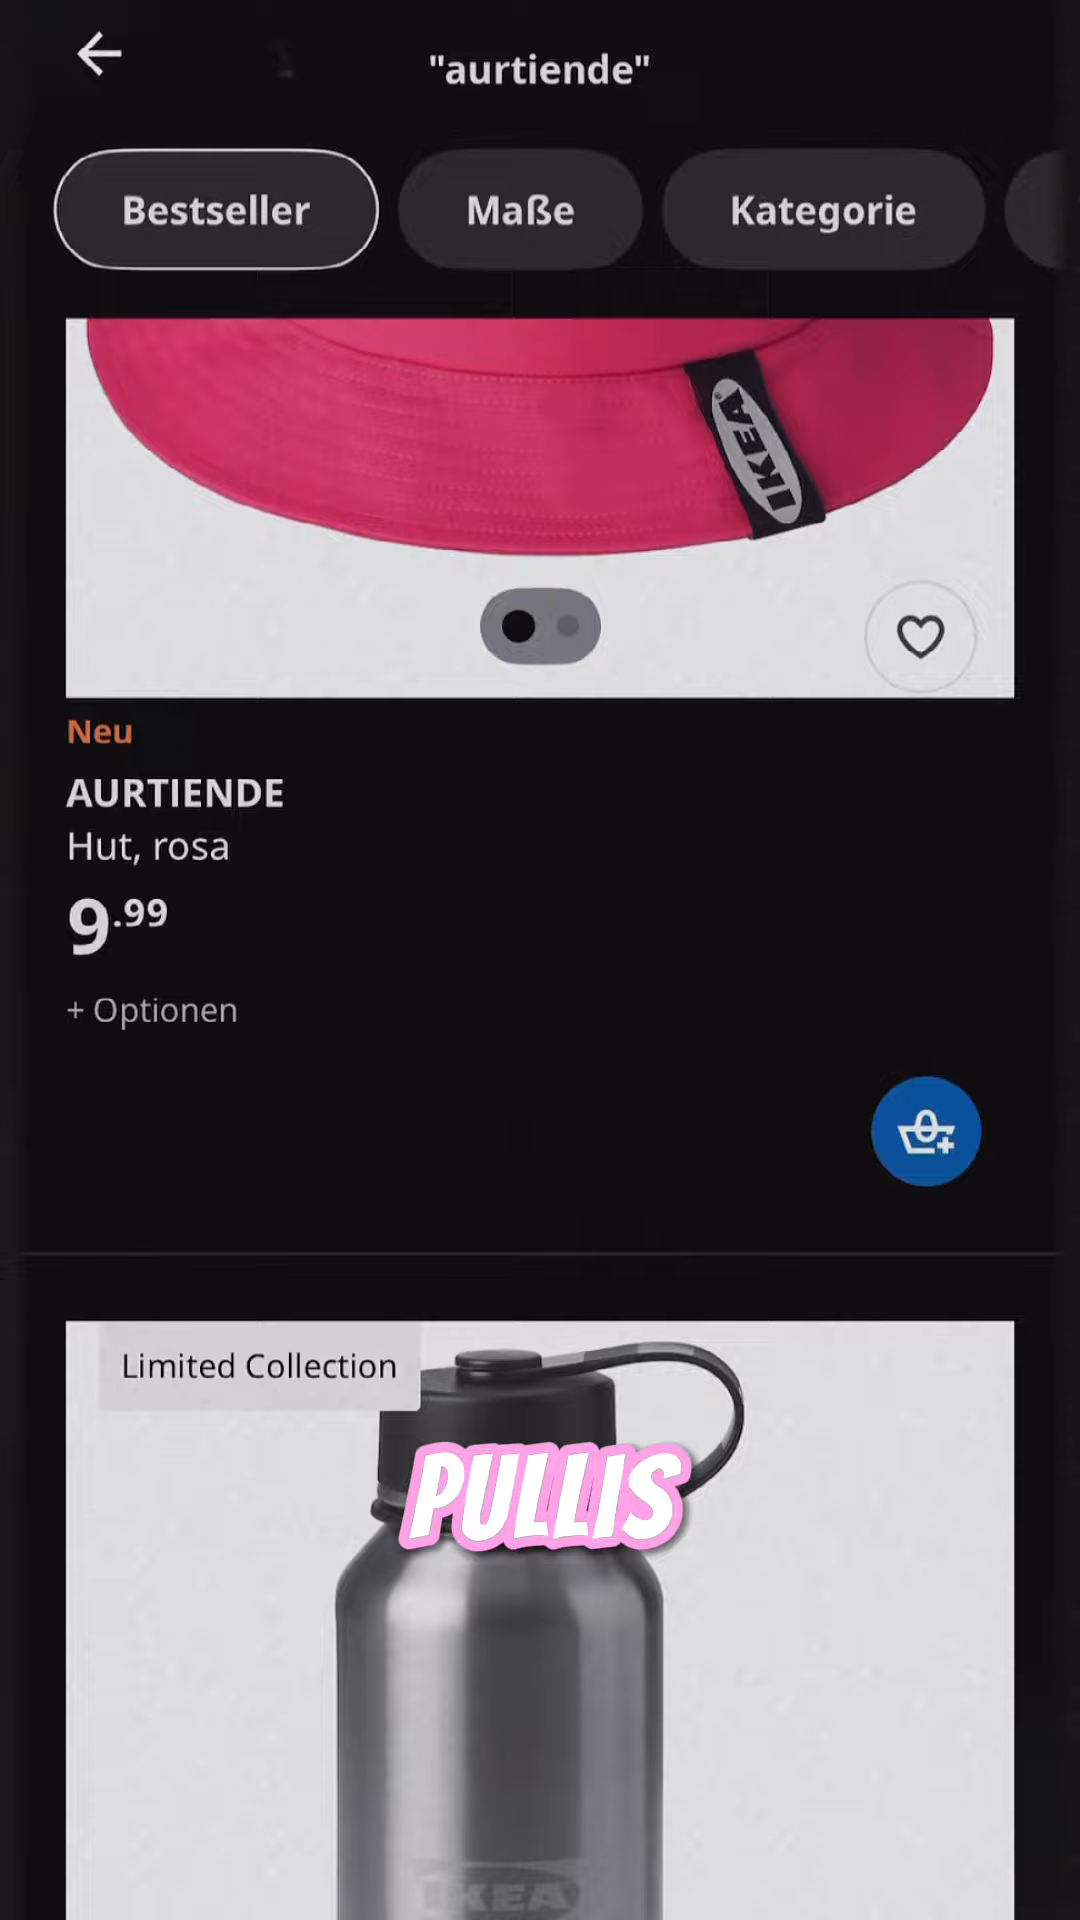 "aurtiende"
Bestseller
Maße
Kategorie
IKEA
Neu
AURTIENDE
Hut, rosa
9.99
+ Optionen
Limited Collection
PULLIS
IKEA